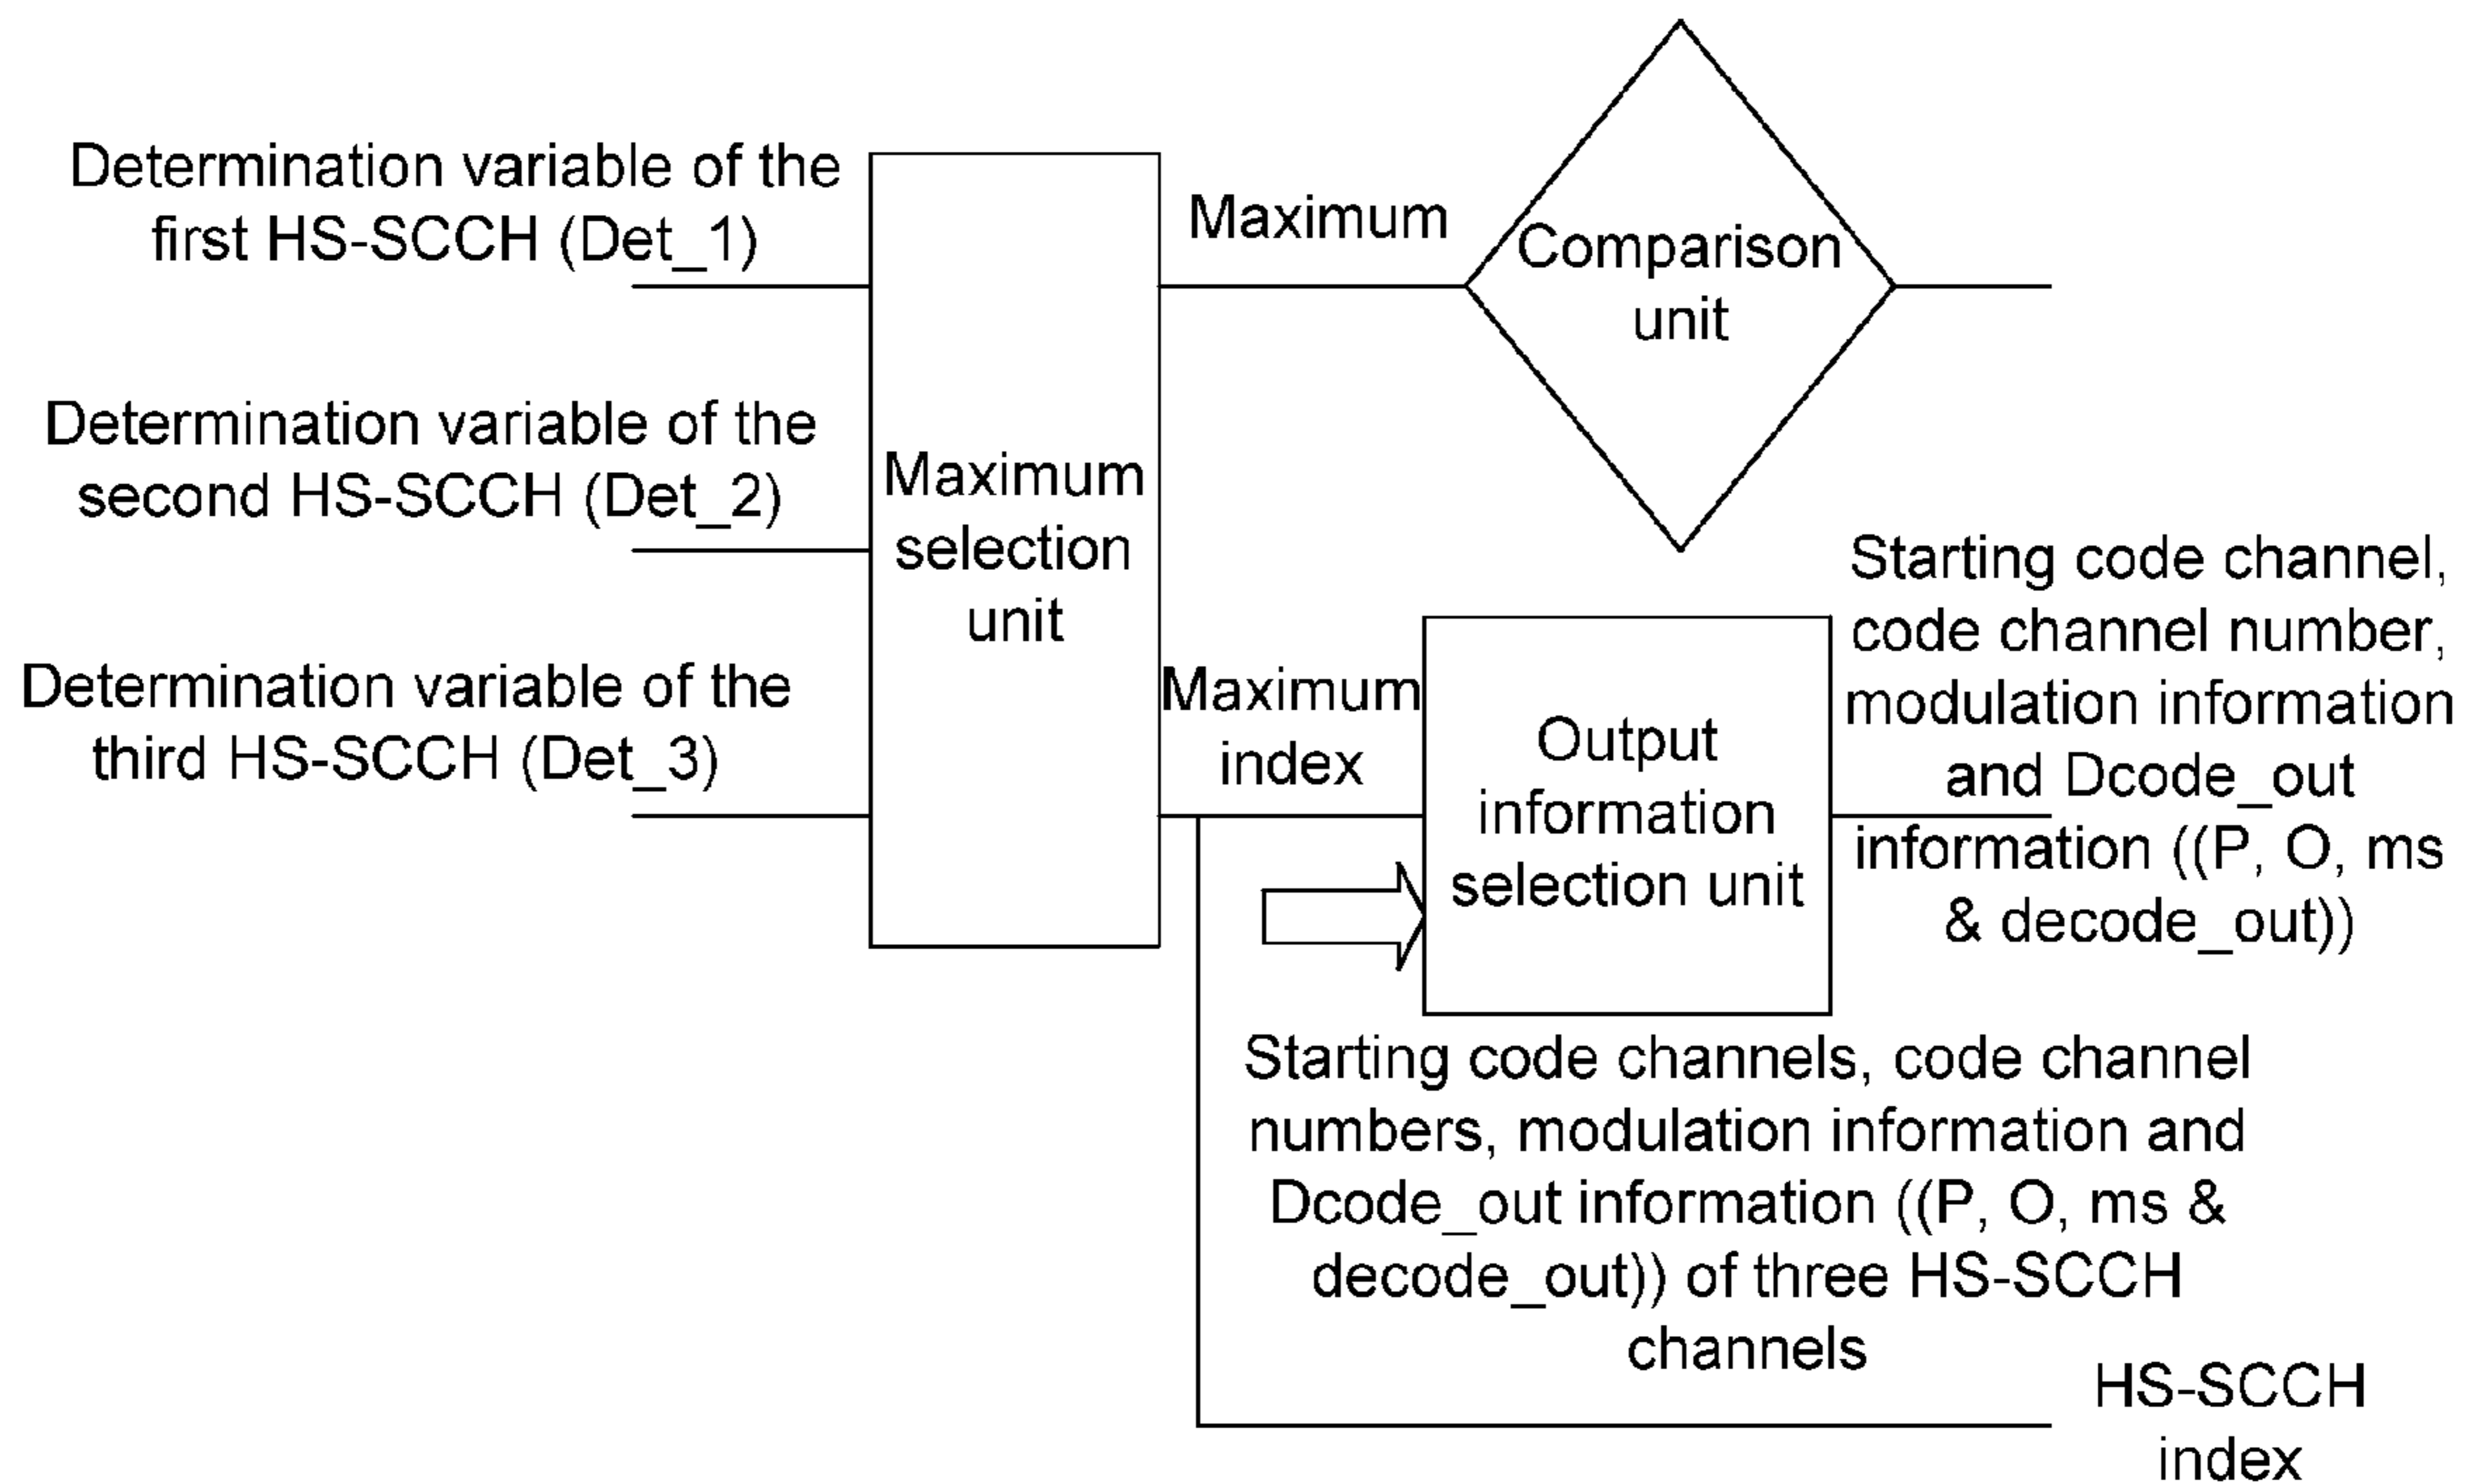 Determination variable of the
first HS-SCCH (Det_1)
Maximum
Comparison
unit
Determination variable of the
second HS-SCCH (Det_2)
Maximum
selection
unit
Determination variable of the
third HS-SCCH (Det_3)
Maximum
index
Output
information
selection unit
Starting code channel,
code channel number,
modulation information
and Dcode_out
information ((P, O, ms
& decode_out))
Starting code channels, code channel
numbers, modulation information and
Dcode_out information ((P, O, ms &
decode_out)) of three HS-SCCH
channels
HS-SCCH
index